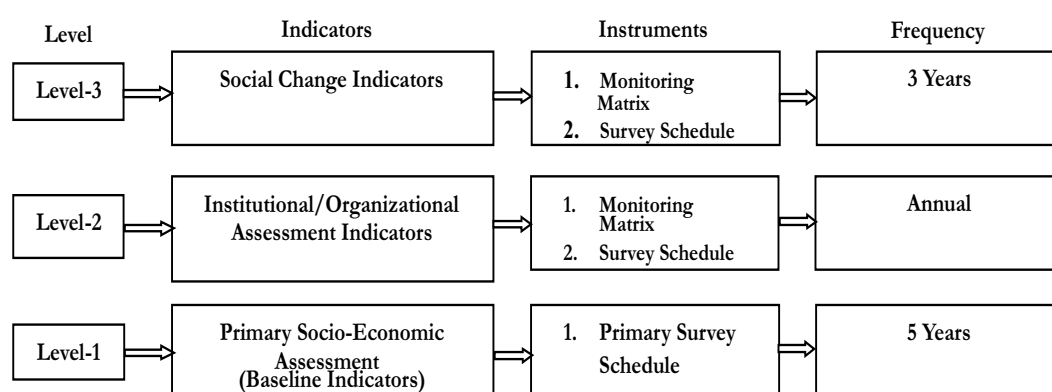 Level Indicators Instruments Frequency
Level-3
Social Change Indicators
1. Monitoring
Matrix
2. Survey Schedule
3 Years
Level-2
Institutional/Organizational
Assessment Indicators
1. Monitoring
Matrix
2. Survey Schedule
Annual
Level-1
Primary Socio-Economic
Assessment
(Baseline Indicators)
1. Primary Survey
Schedule
5 Years